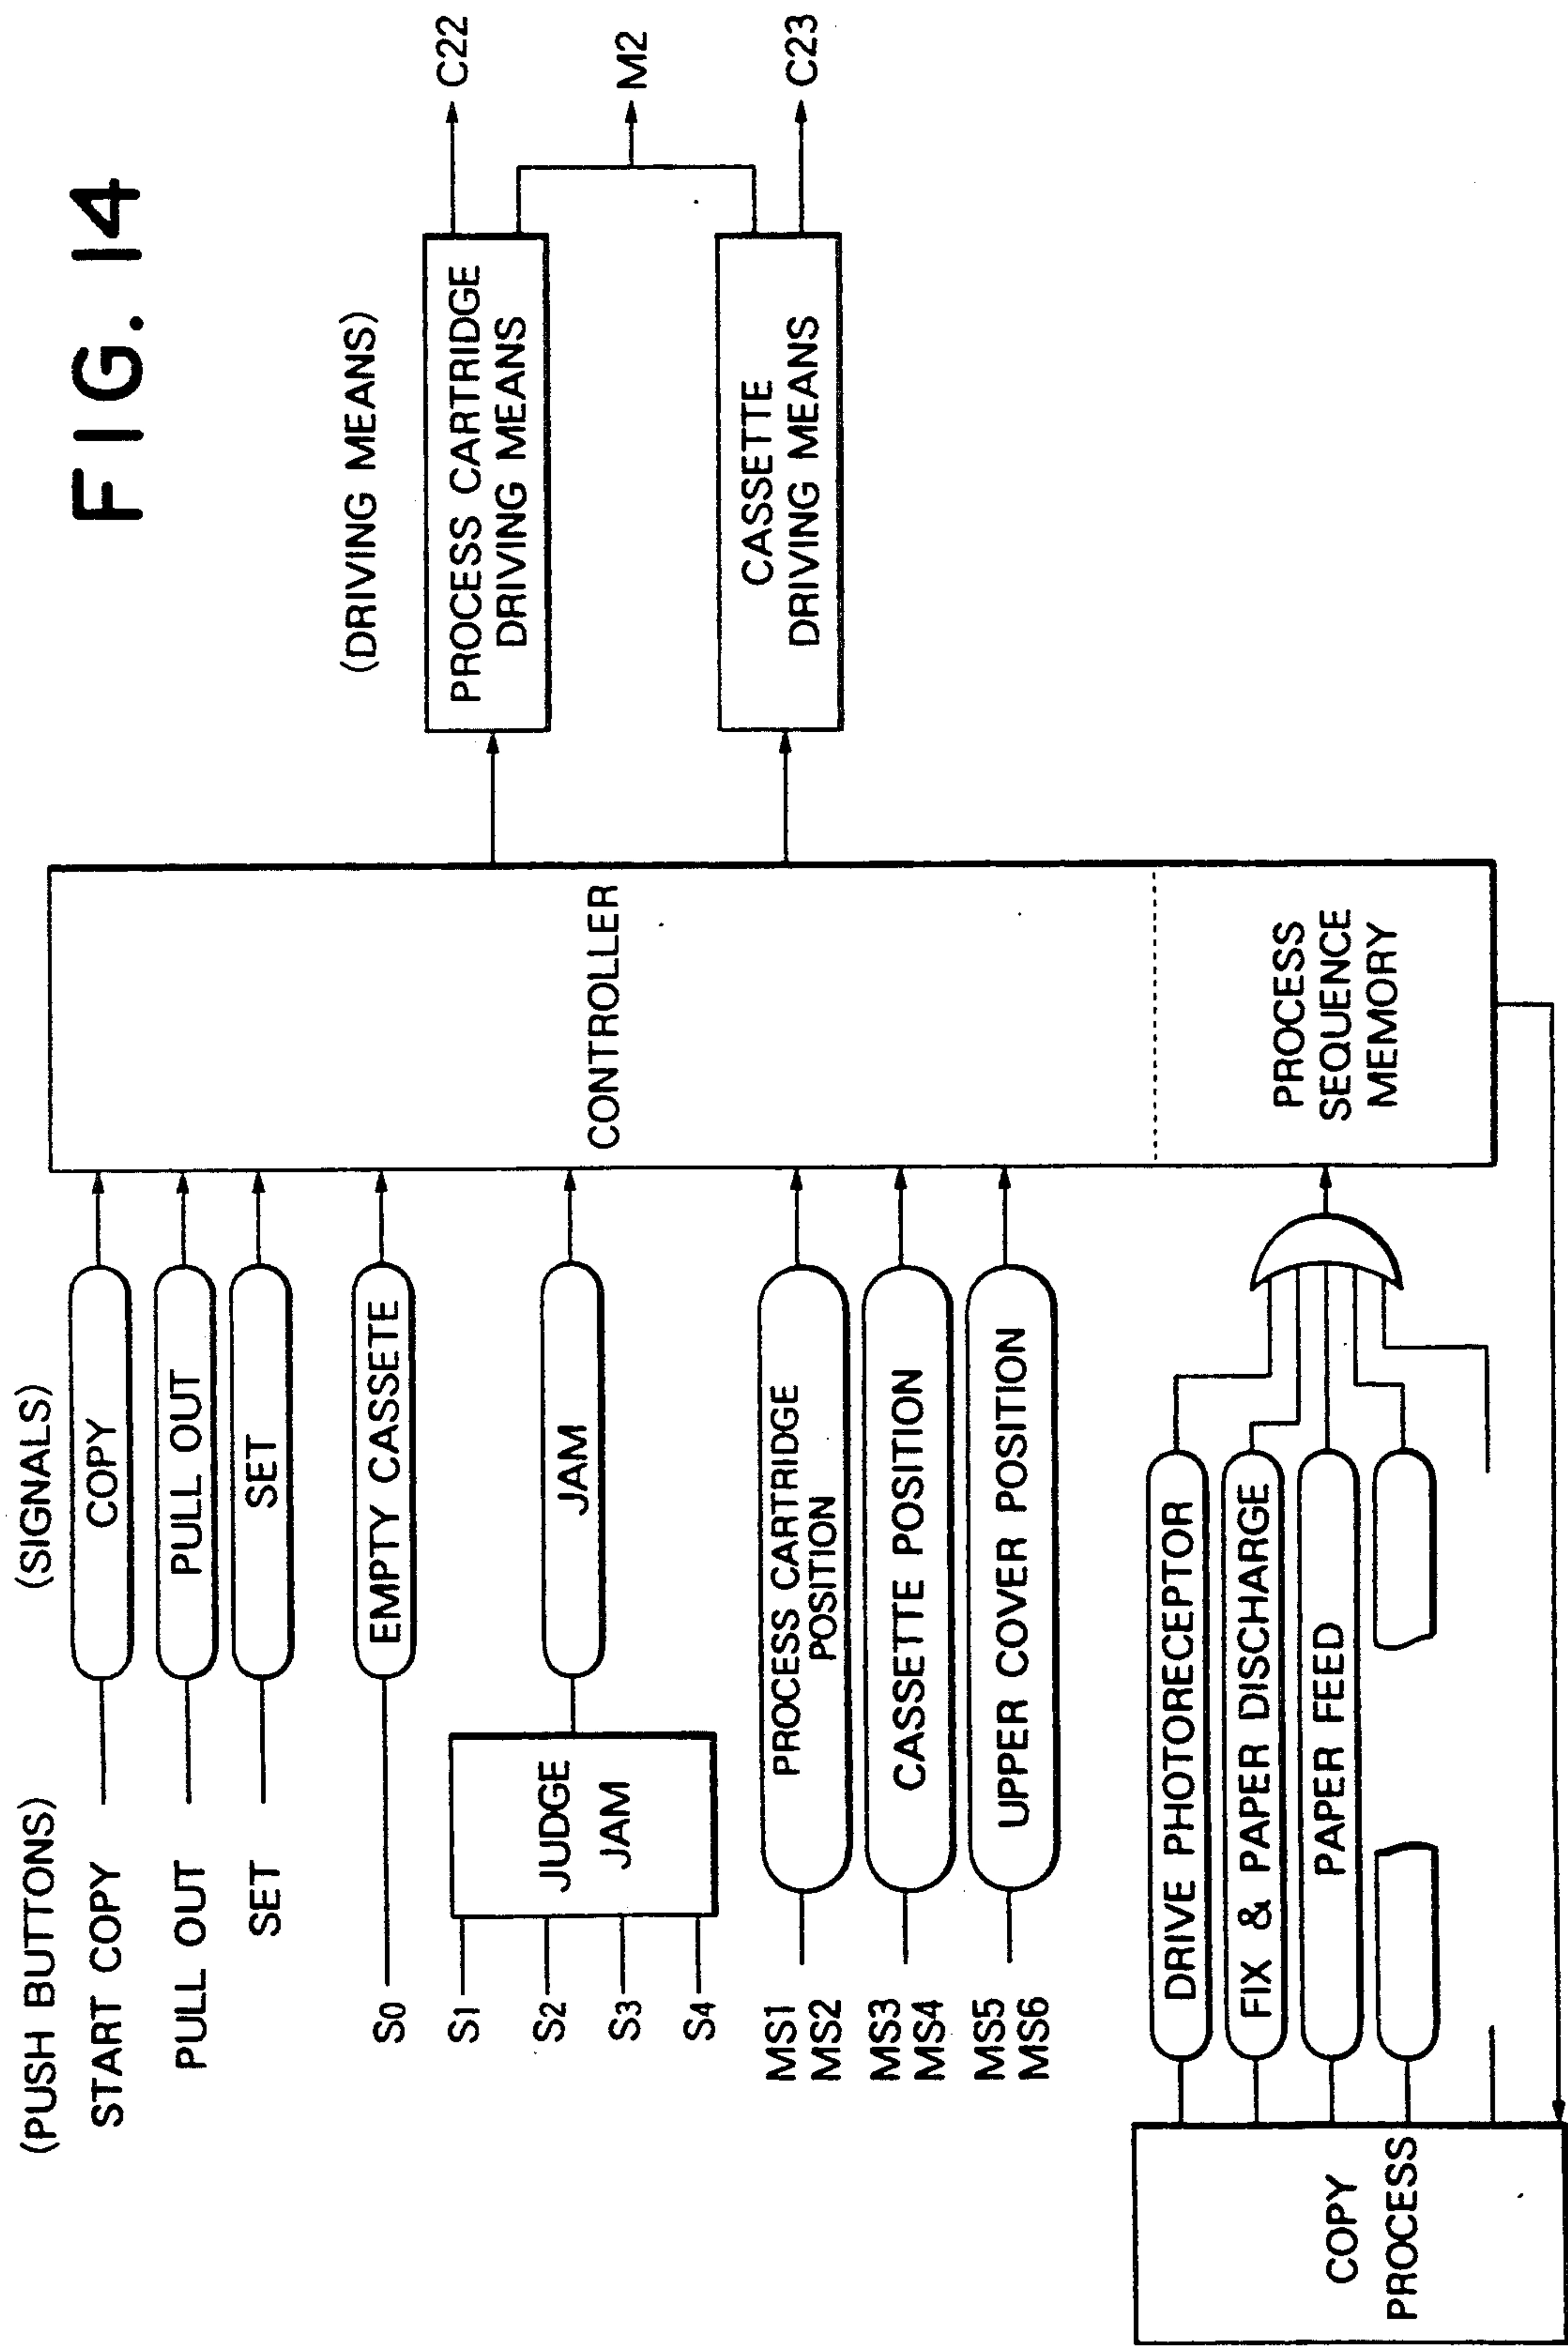 FIG. 14
(PUSH BUTTONS)
(SIGNALS)
(DRIVING MEANS)
START COPY
COPY
PULL OUT
PULL OUT
SET
SET
S0
EMPTY CASSETE
S1
S2
S3
S4
JUDGE
JAM
JAM
MS1
MS2
PROCESS CARTRIDGE
POSITION
MS3
MS4
CASSETTE POSITION
MS5
MS6
UPPER COVER POSITION
COPY
PROCESS
DRIVE PHOTORECEPTOR
FIX & PAPER DISCHARGE
PAPER FEED
CONTROLLER
PROCESS
SEQUENCE
MEMORY
PROCESS CARTRIDGE
DRIVING MEANS
CASSETTE
DRIVING MEANS
C22
M2
C23